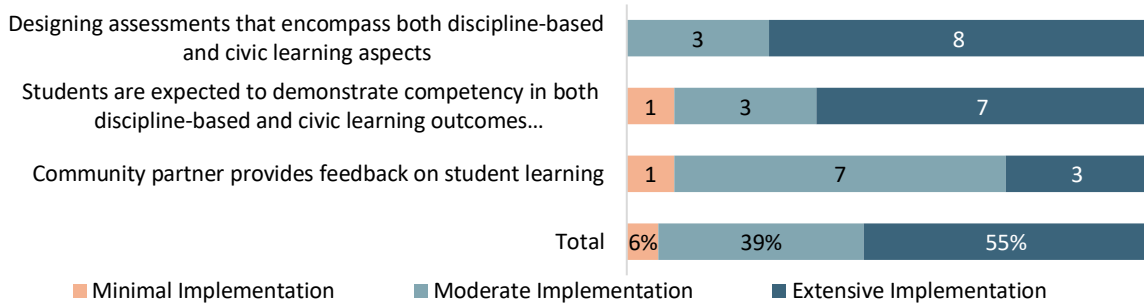 Designing assessments that encompass both discipline-based
and civic learning aspects
3 8
Students are expected to demonstrate competency in both
discipline-based and civic learning outcomes...
1 3 7
Community partner provides feedback on student learning
1 7 3
Total
6% 39% 55%
Minimal Implementation Moderate Implementation Extensive Implementation